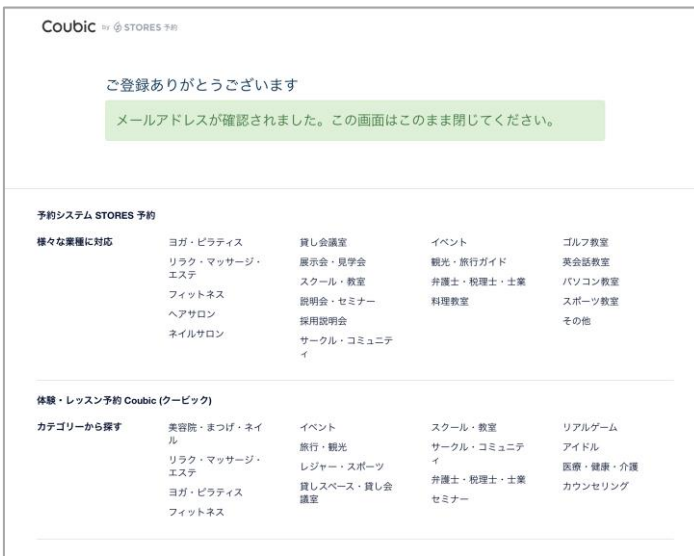 Coubic BY STORES 予約
ご登録ありがとうございます
メールアドレスが確認されました。この画面はこのまま閉じてください。
予約システム STORES 予約
様々な業種に対応
ヨガ・ピラティス
リラク・マッサージ・
エステ
フィットネス
ヘアサロン
ネイルサロン
貸し会議室
展示会・見学会
スクール・教室
説明会・セミナー
採用説明会
サークル・コミュニテ
ィ
イベント
観光・旅行ガイド
弁護士・税理士・士業
料理教室
ゴルフ教室
英会話教室
パソコン教室
スポーツ教室
その他
体験・レッスン予約 Coubic (クービック)
カテゴリーから探す
美容院・まつげ・ネイ
ル
リラク・マッサージ・
エステ
ヨガ・ピラティス
フィットネス
イベント
旅行・観光
レジャー・スポーツ
貸しスペース・貸し会
議室
スクール・教室
サークル・コミュニテ
ィ
弁護士・税理士・士業
セミナー
リアルゲーム
アイドル
医療・健康・介護
カウンセリング